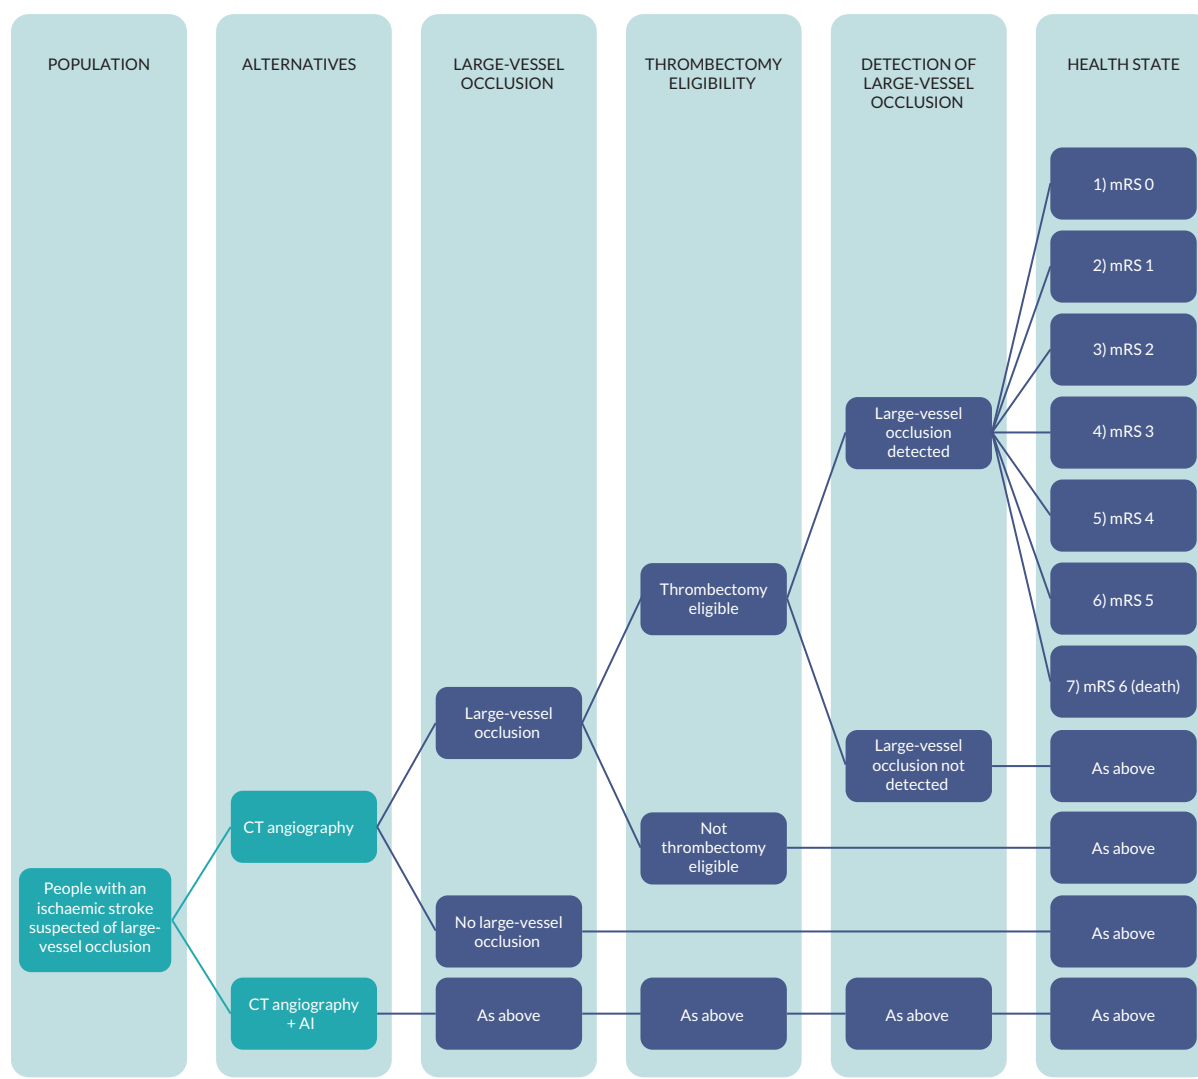 POPULATION
ALTERNATIVES
LARGE-VESSEL
OCCLUSION
THROMBECTOMY
ELIGIBILITY
DETECTION OF
LARGE-VESSEL
OCCLUSION
HEALTH STATE
People with an
ischaemic stroke
suspected of large-
vessel occlusion
CT angiography
CT angiography
+ AI
Large-vessel
occlusion
No large-vessel
occlusion
As above
Thrombectomy
eligible
Not
thrombectomy
eligible
As above
Large-vessel
occlusion
detected
Large-vessel
occlusion not
detected
As above
1) mRS 0
2) mRS 1
3) mRS 2
4) mRS 3
5) mRS 4
6) mRS 5
7) mRS 6 (death)
As above
As above
As above
As above